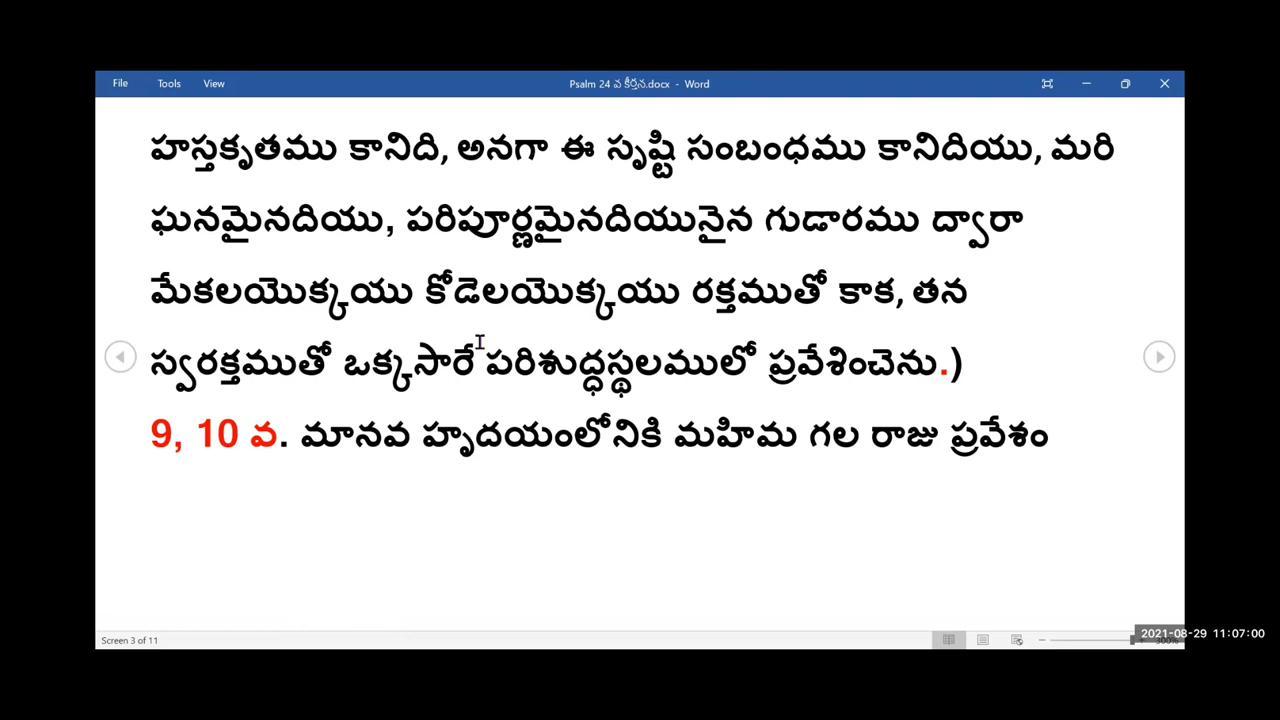 File Tools View Psalm 24 వ కీర్తన.docx - Word
హస్తకృతము కానిది, అనగా ఈ సృష్టి సంబంధము కానిదియు, మరి
ఘనమైనదియు, పరిపూర్ణమైనదియునైన గుడారము ద్వారా
మేకలయొక్కయు కోడెలయొక్కయు రక్తముతో కాక, తన
స్వరక్తముతో ఒక్కసారే పరిశుద్ధస్థలములో ప్రవేశించెను.)
9, 10 వ. మానవ హృదయంలోనికి మహిమ గల రాజు ప్రవేశం
Screen 3 of 11
2021-08-29 11:07:00